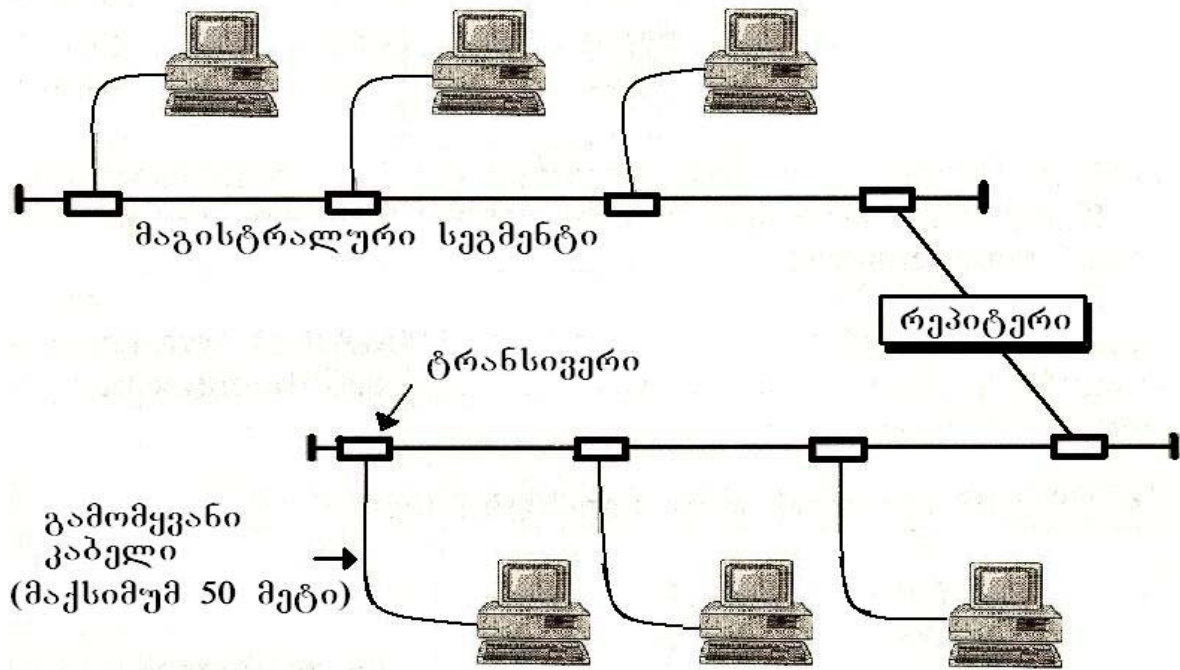 მაგისტრალური სეგმენტი
რეპიტერი
ტრანსივერი
გამომყვანი
კაბელი
(მაქსიმუმ 50 მეტი)